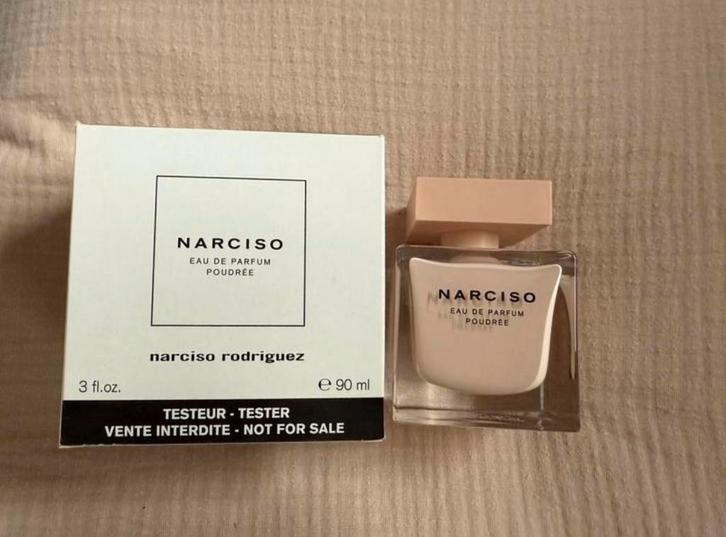 NARCISO
EAU DE PARFUM
POUDRÉE
narciso rodriguez
3 fl.oz. ℮ 90 ml
TESTEUR - TESTER
VENTE INTERDITE - NOT FOR SALE
NARCISO
EAU DE PARFUM
POUDRÉE